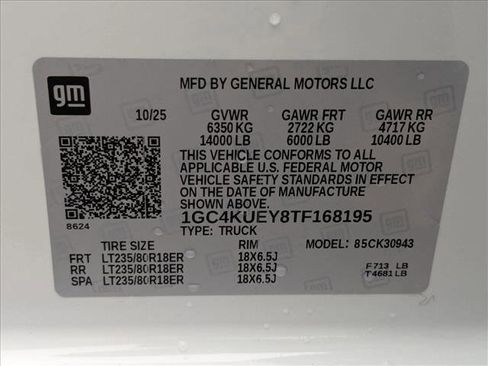 gm
MFD BY GENERAL MOTORS LLC
10/25 GVWR GAWR FRT GAWR RR
6350 KG 2722 KG 4717 KG
14000 LB 6000 LB 10400 LB
THIS VEHICLE CONFORMS TO ALL
APPLICABLE U.S. FEDERAL MOTOR
VEHICLE SAFETY STANDARDS IN EFFECT
ON THE DATE OF MANUFACTURE
SHOWN ABOVE.
8624
1GC4KUEY8TF168195
TYPE: TRUCK
TIRE SIZE RIM MODEL: 85CK30943
FRT LT235/80R18ER 18X6.5J
RR LT235/80R18ER 18X6.5J F 713 LB
SPA LT235/80R18ER 18X6.5J T 4681 LB